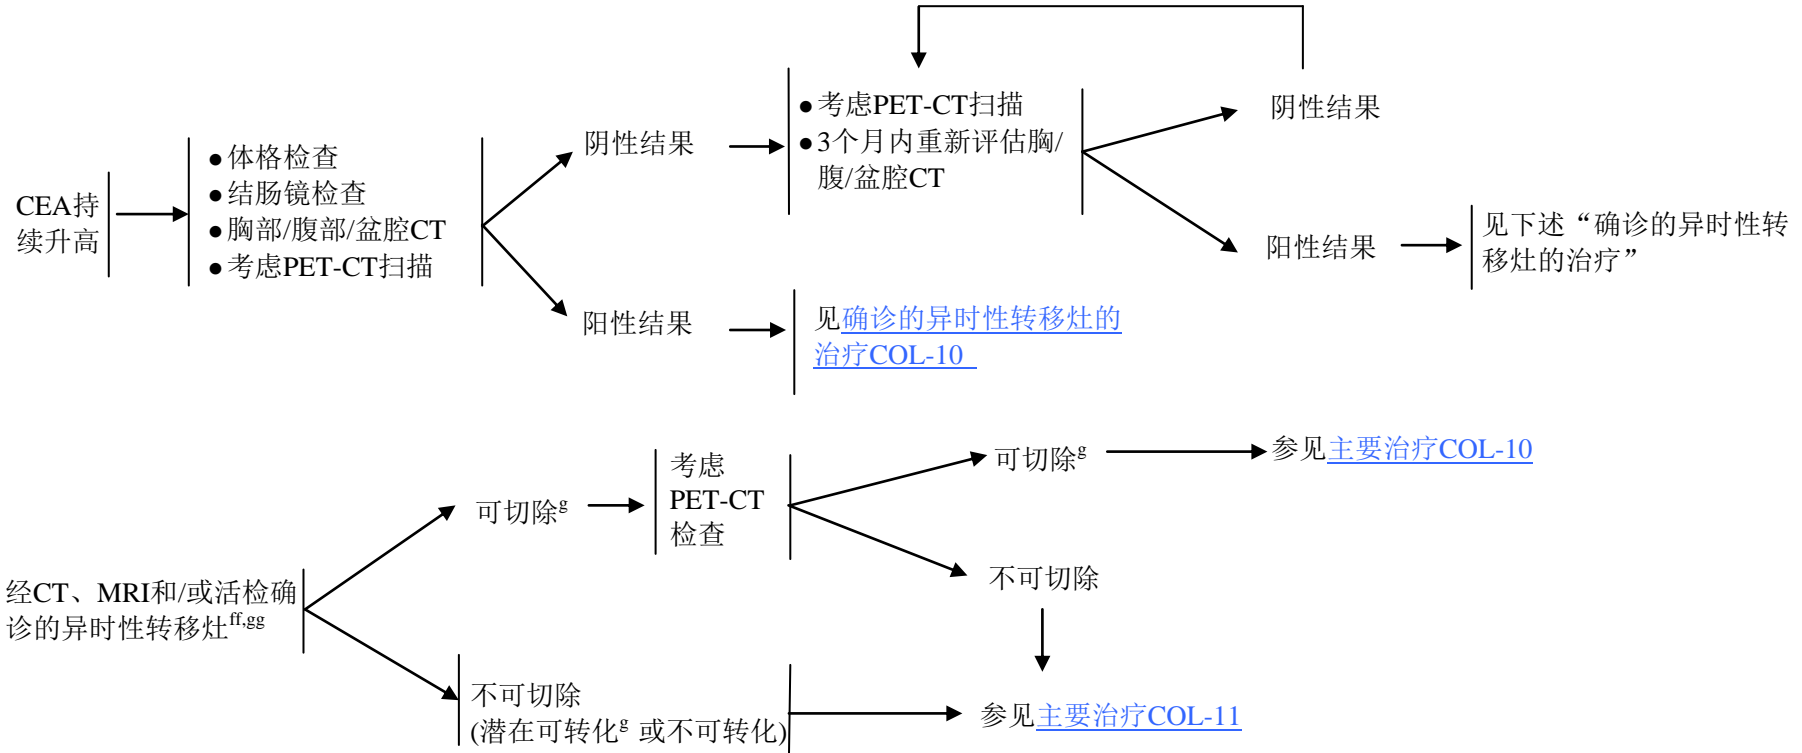 CEA持
续升高
●体格检查
●结肠镜检查
●胸部/腹部/盆腔CT
●考虑PET-CT扫描
阴性结果
●考虑PET-CT扫描
●3个月内重新评估胸/
腹/盆腔CT
阴性结果
阳性结果
见下述“确诊的异时性转
移灶的治疗”
阳性结果
见确诊的异时性转移灶的
治疗COL-10
经CT、MRI和/或活检确
诊的异时性转移灶ff,gg
可切除g
考虑
PET-CT
检查
可切除g
参见主要治疗COL-10
不可切除
不可切除
(潜在可转化g 或不可转化)
参见主要治疗COL-11